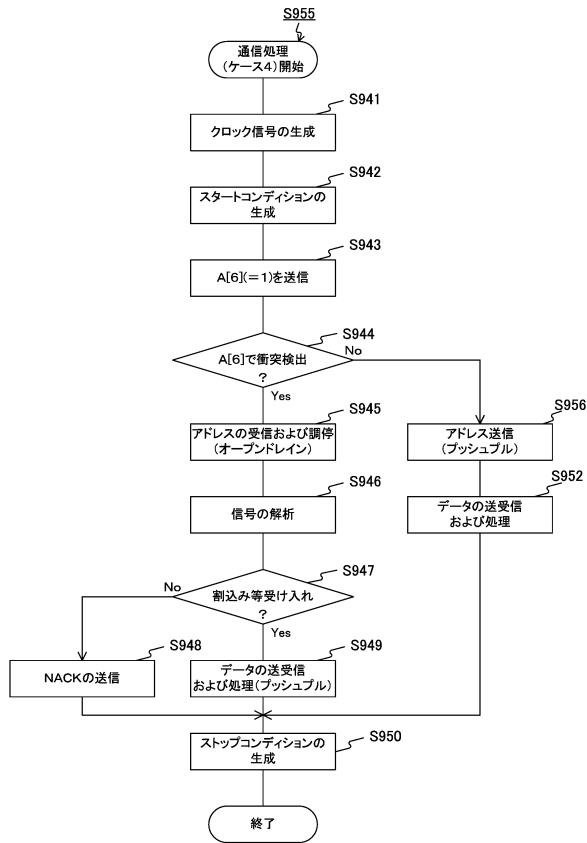 S955
通信処理
(ケース4)開始
S941
クロック信号の生成
S942
スタートコンディションの
生成
S943
A[6](=1)を送信
S944
A[6]で衝突検出
?
No
Yes
S945
アドレスの受信および調停
(オープンドレイン)
S956
アドレス送信
(プッシュプル)
S946
信号の解析
S952
データの送受信
および処理
S947
割込み等受け入れ
?
No
Yes
S948
NACKの送信
S949
データの送受信
および処理(プッシュプル)
S950
ストップコンディションの
生成
終了